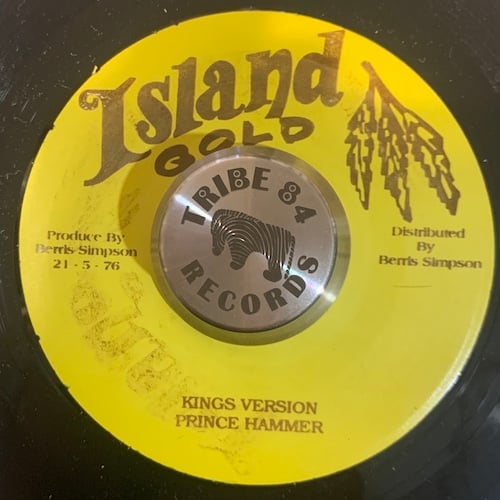 Island
GOLD
TRIBE 84
RECORDS
Produce By
Berris Simpson
21 - 5 - 76
Distributed
By
Berris Simpson
KINGS VERSION
PRINCE HAMMER